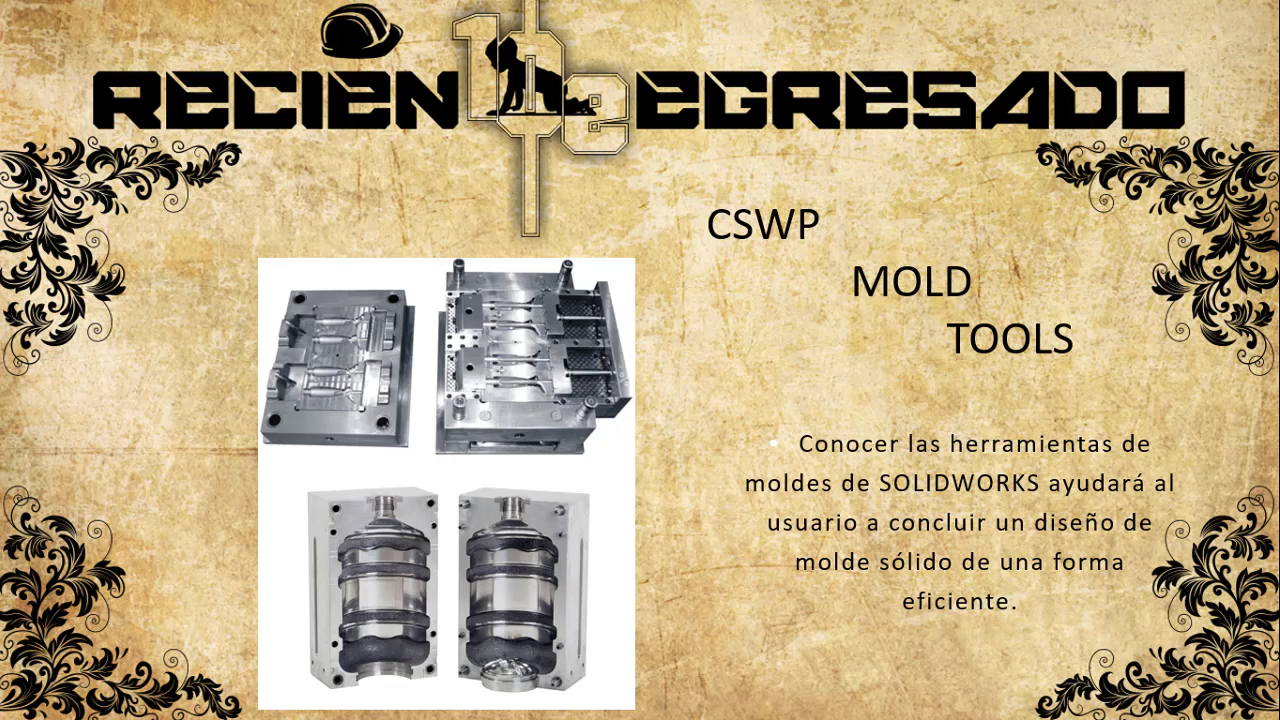 RECIEN EGRESADO
CSWP
MOLD
TOOLS
Conocer las herramientas de
moldes de SOLIDWORKS ayudará al
usuario a concluir un diseño de
molde sólido de una forma
eficiente.